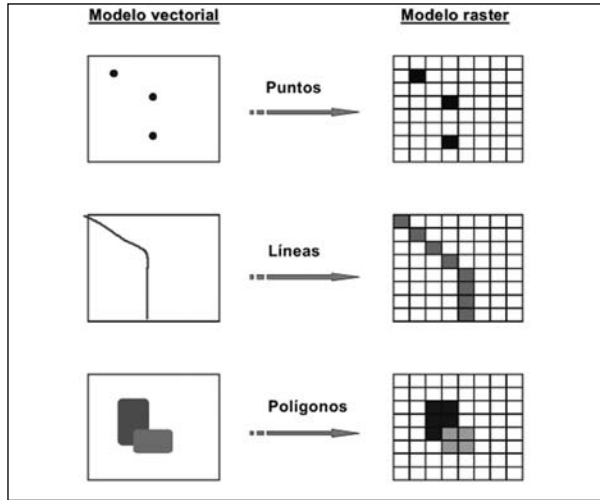 Modelo vectorial
Modelo raster
Puntos
Líneas
Polígonos